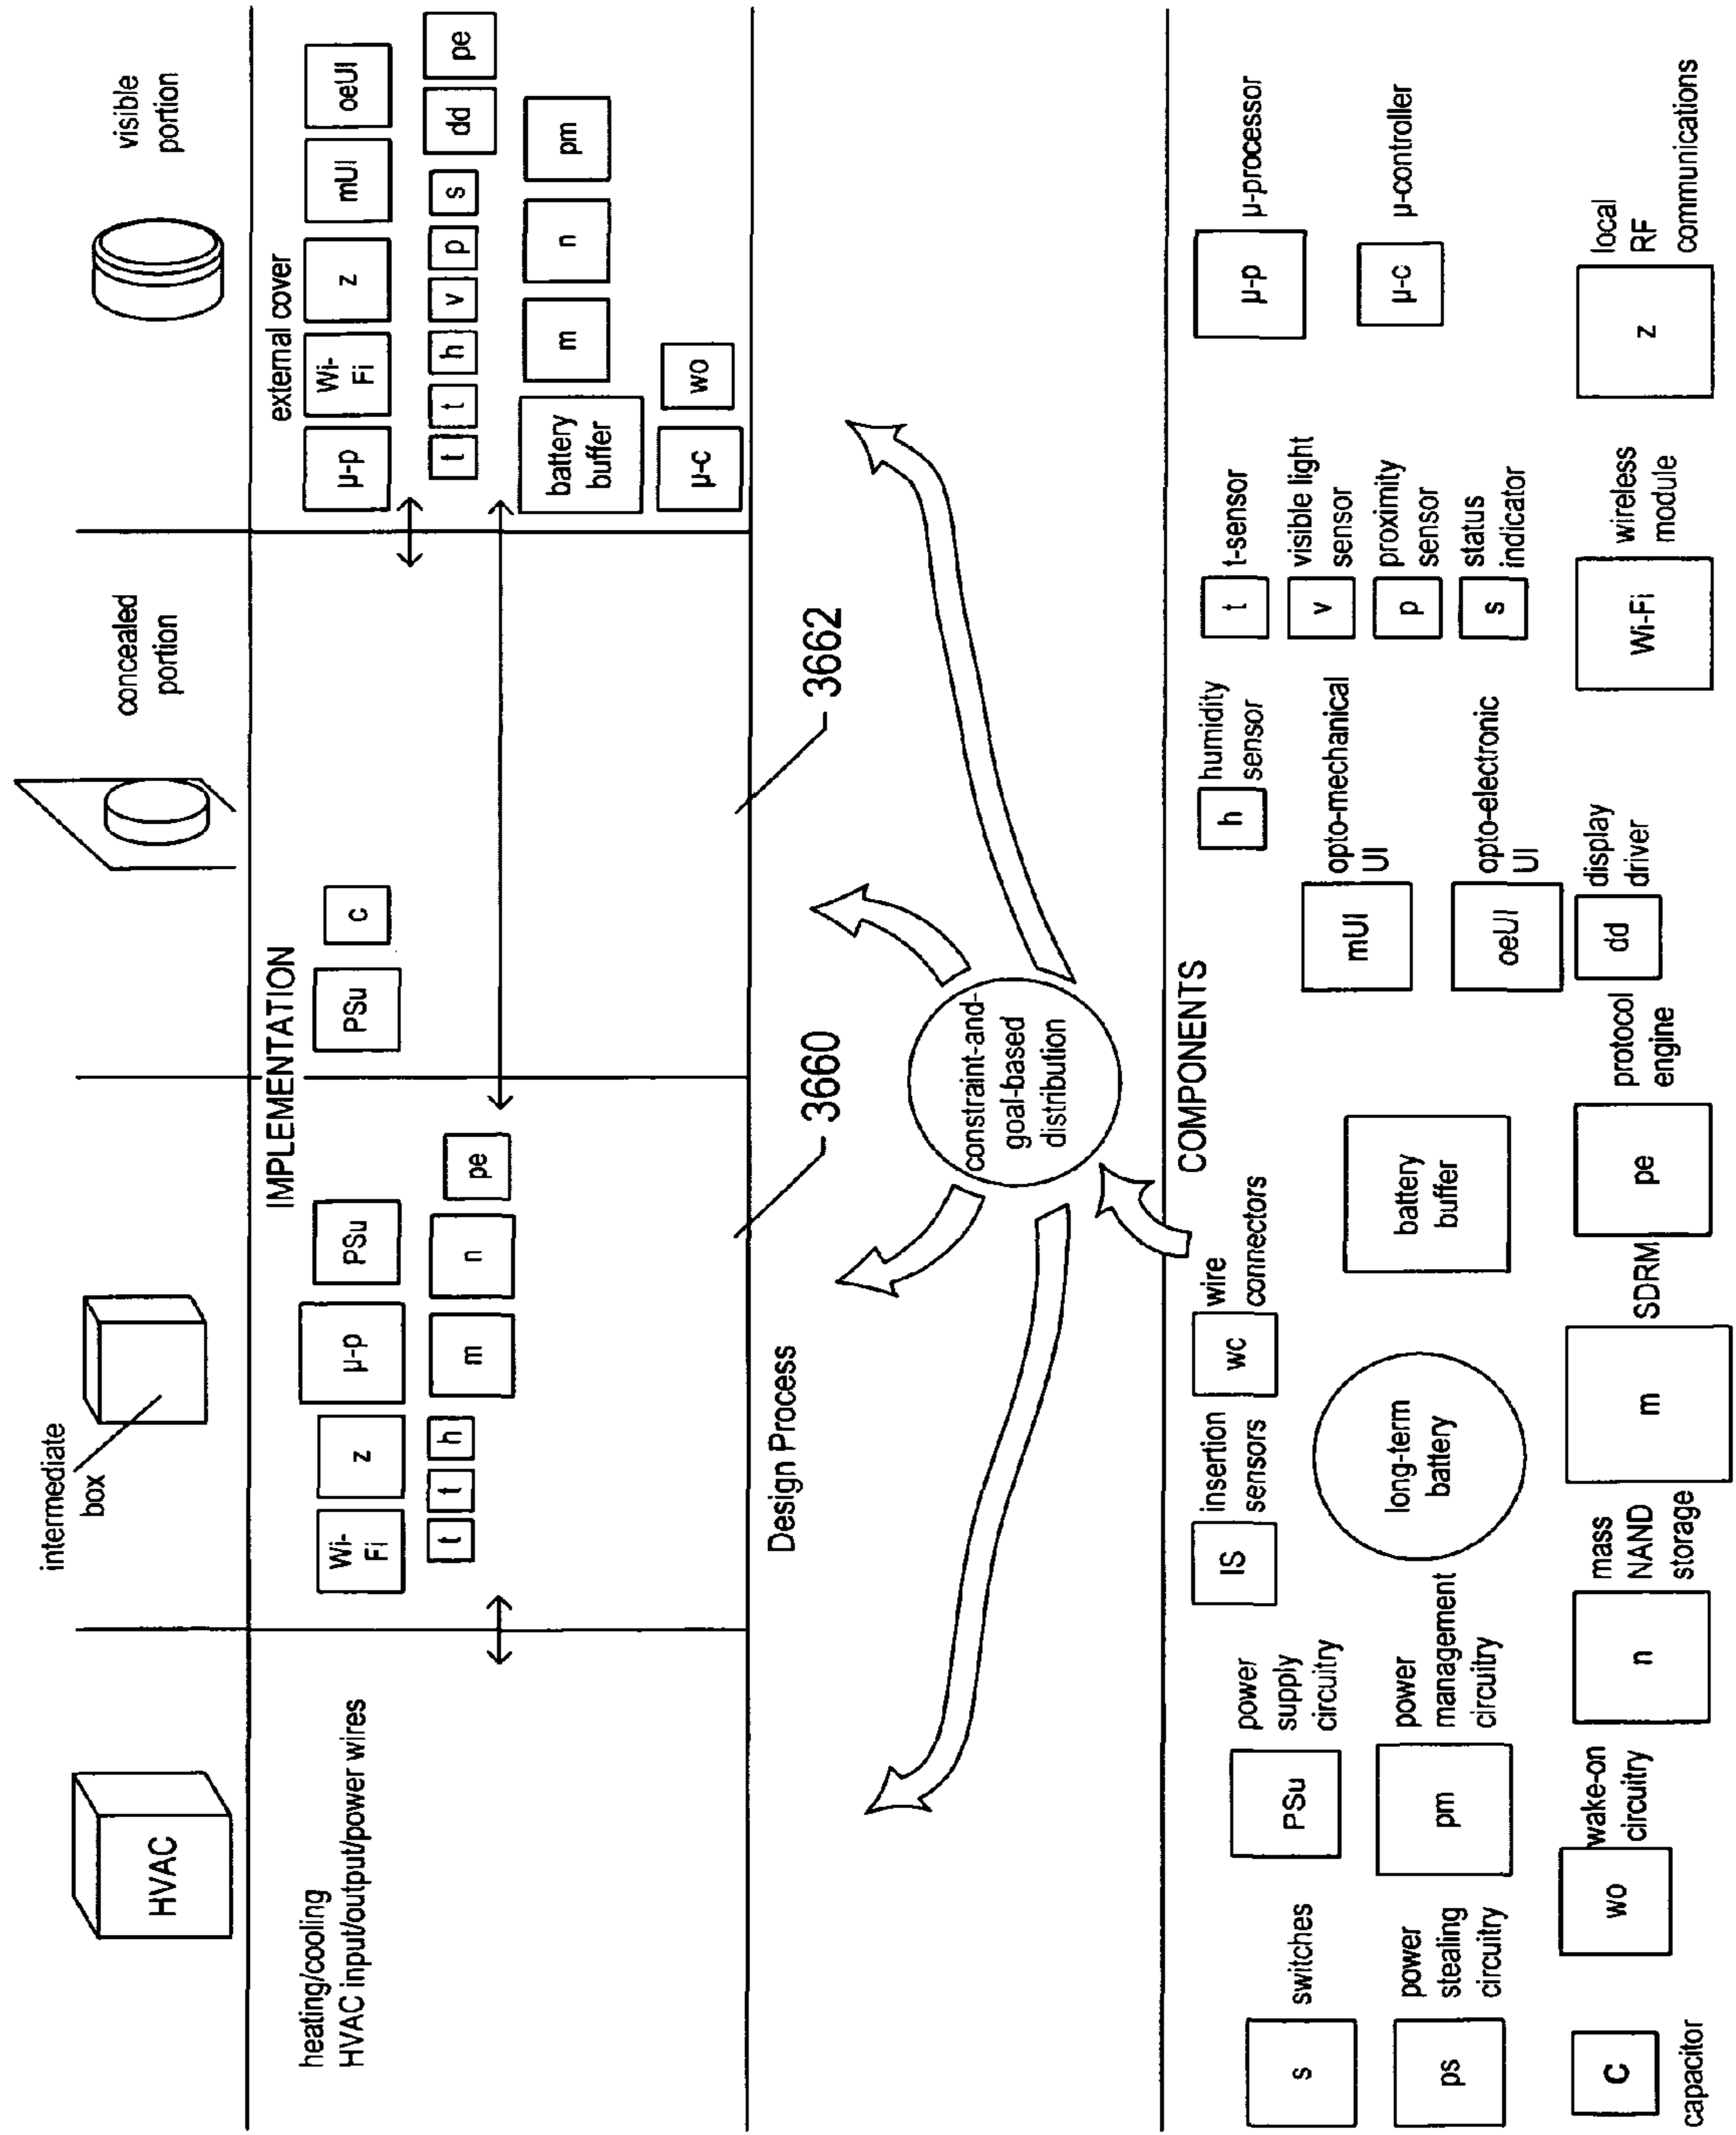 HVAC
intermediate
box
concealed
portion
visible
portion
IMPLEMENTATION
heating/cooling
HVAC input/output/power wires
Wi-
Fi
z
µ-p
PSu
t
t
h
m
n
pe
PSu
c
external cover
µ-p
Wi-
Fi
z
mUI
oeUI
t
t
h
v
p
s
dd
pe
battery
buffer
m
n
pm
µ-c
wo
Design Process
3660
3662
constraint-and-
goal-based
distribution
COMPONENTS
s
switches
PSu
power
supply
circuitry
IS
insertion
sensors
wc
wire
connectors
h
humidity
sensor
t
t-sensor
µ-p
µ-processor
ps
power
stealing
circuitry
pm
power
management
circuitry
long-term
battery
battery
buffer
mUI
opto-mechanical
UI
oeUI
opto-electronic
UI
v
visible light
sensor
p
proximity
sensor
s
status
indicator
µ-c
µ-controller
C
capacitor
wo
wake-on
circuitry
n
mass
NAND
storage
m
SDRM
pe
protocol
engine
dd
display
driver
Wi-Fi
wireless
module
z
local
RF
communications